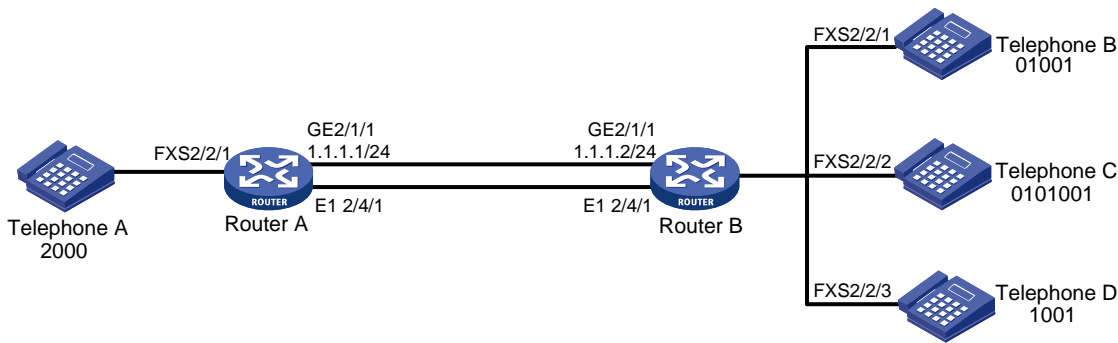 FXS2/2/1
Telephone B
01001
GE2/1/1
1.1.1.1/24
GE2/1/1
1.1.1.2/24
FXS2/2/1
FXS2/2/2
Telephone C
0101001
ROUTER
ROUTER
E1 2/4/1
E1 2/4/1
Telephone A
2000
Router A
Router B
FXS2/2/3
Telephone D
1001